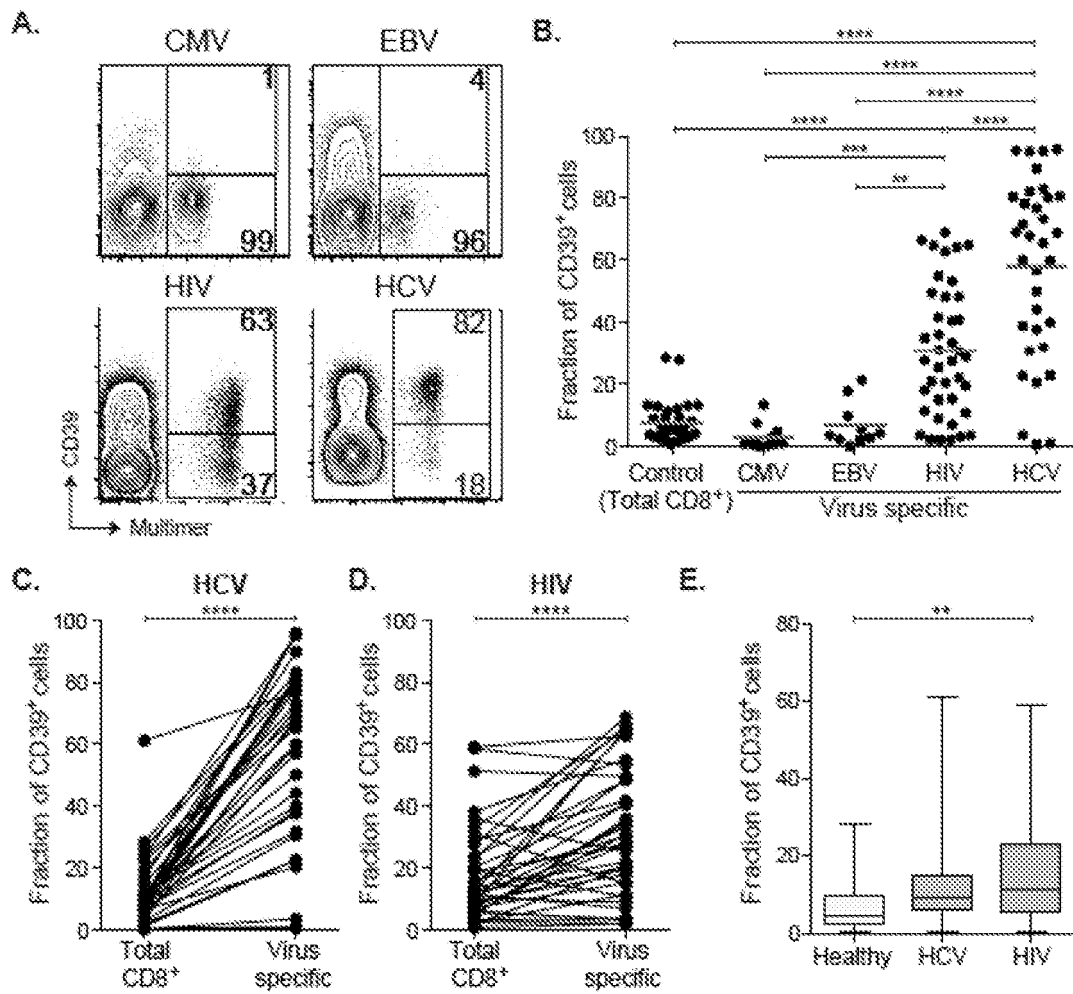 A.
CMV
EBV
1
4
99
96
HIV
HCV
63
82
37
18
CD39
Multimer
B.
****
****
****
**** ****
***
**
Fraction of CD39+ cells
100
80
60
40
20
0
Control
(Total CD8+)
CMV
EBV
HIV
HCV
Virus specific
C.
HCV
****
Fraction of CD39+ cells
100
80
60
40
20
0
Total
CD8+
Virus
specific
D.
HIV
****
Fraction of CD39+ cells
100
80
60
40
20
0
Total
CD8+
Virus
specific
E.
**
Fraction of CD39+ cells
80
60
40
20
0
Healthy
HCV
HIV